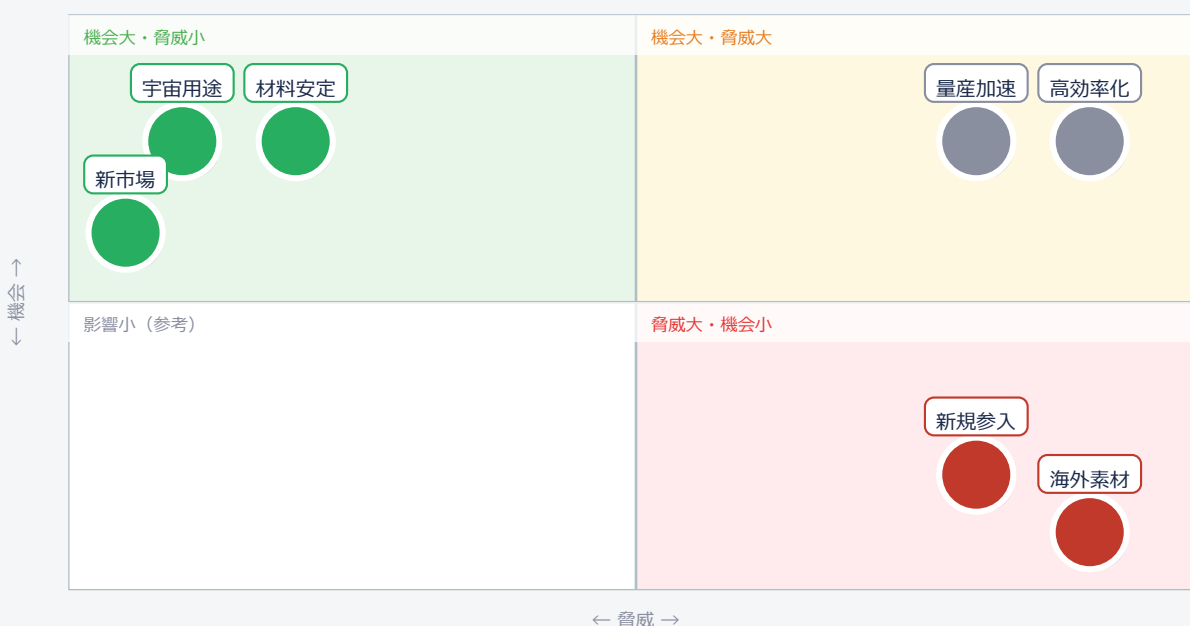 機会大・脅威小
機会大・脅威大
宇宙用途
材料安定
量産加速
高効率化
新市場
← 機会 →
影響小（参考）
脅威大・機会小
新規参入
海外素材
← 脅威 →